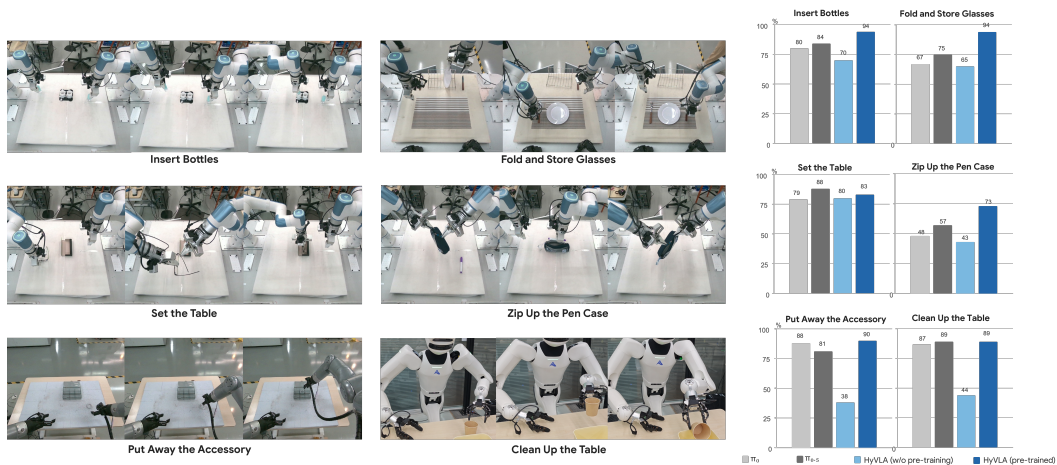 Insert Bottles
Fold and Store Glasses
Set the Table
Zip Up the Pen Case
Put Away the Accessory
Clean Up the Table
Insert Bottles
%
100
75
50
25
0
80
84
70
94
Fold and Store Glasses
0
67
75
65
94
Set the Table
%
100
75
50
25
0
79
88
80
83
Zip Up the Pen Case
0
48
57
43
73
Put Away the Accessory
%
100
75
50
25
0
88
81
38
90
Clean Up the Table
0
87
89
44
89
π₀
π₀.₅
HyVLA (w/o pre-training)
HyVLA (pre-trained)